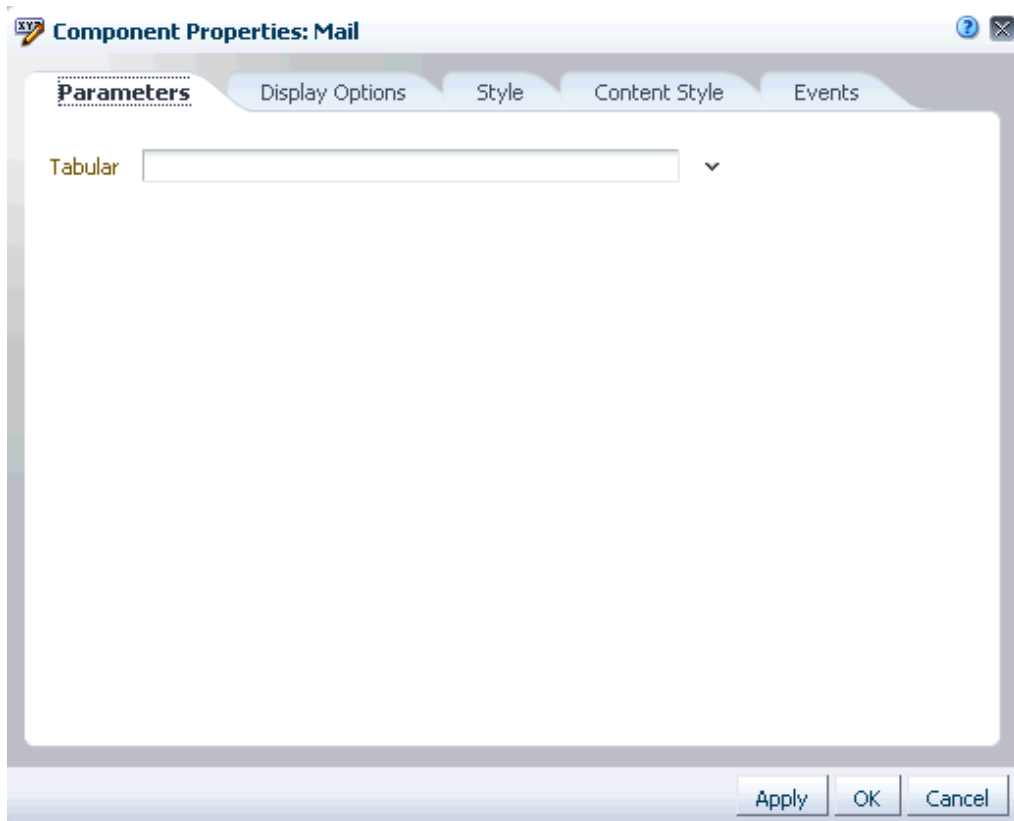 Component Properties: Mail
Parameters Display Options Style Content Style Events
Tabular
Apply OK Cancel